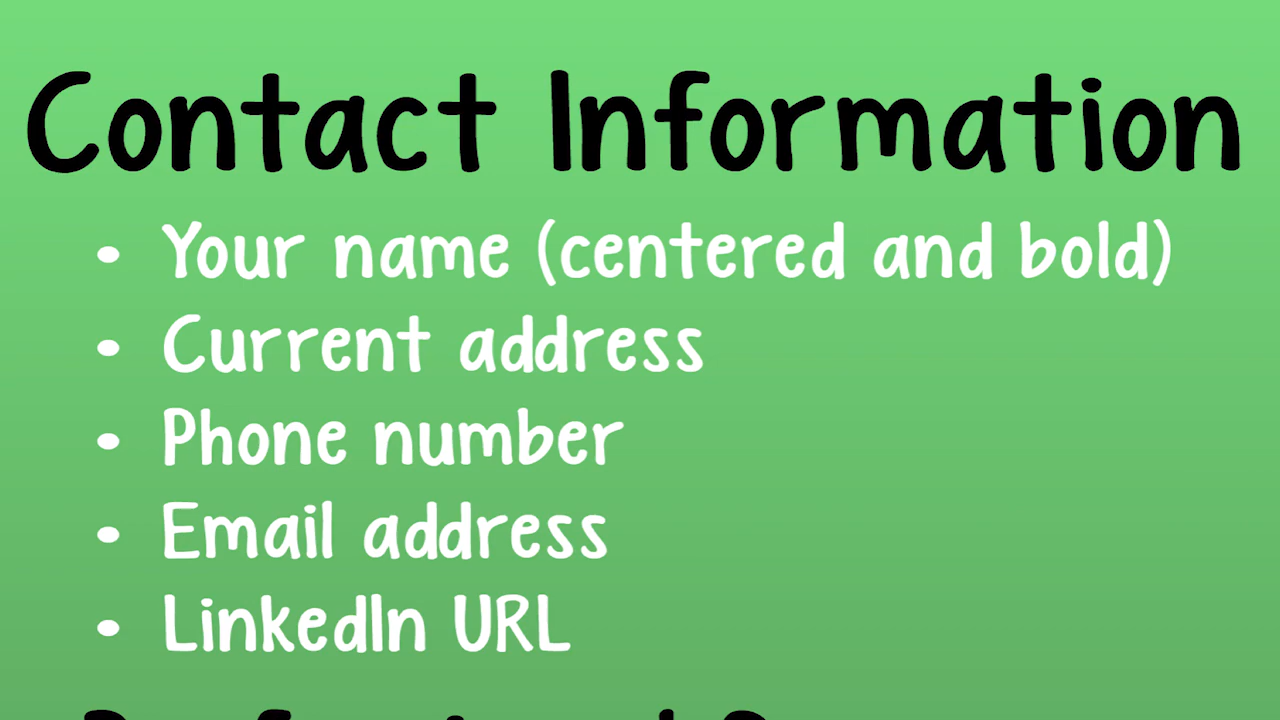 Contact Information
• Your name (centered and bold)
• Current address
• Phone number
• Email address
• LinkedIn URL